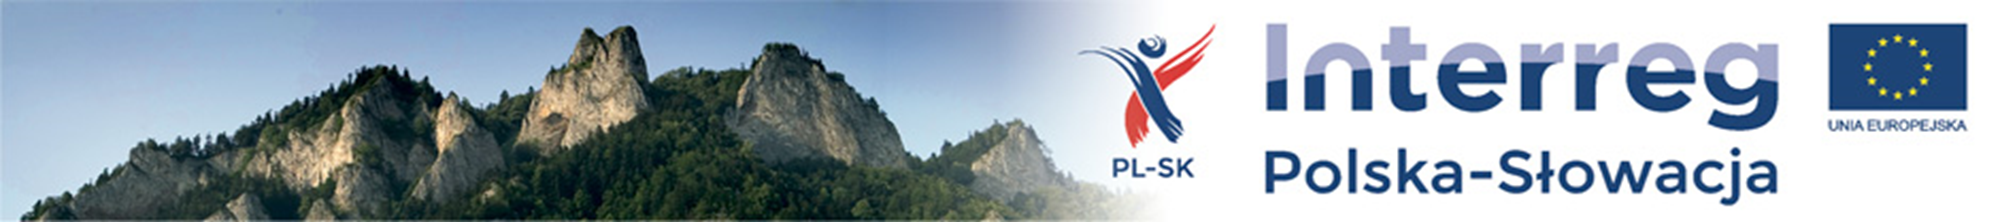 PL-SK
Interreg
Polska-Słowacja
UNIA EUROPEJSKA